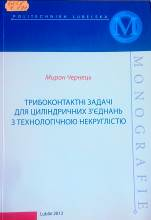 POLITECHNIKA LUBELSKA
Мирон Чернець
ТРИБОКОНТАКТНІ ЗАДАЧІ
ДЛЯ ЦИЛІНДРИЧНИХ З'ЄДНАНЬ
З ТЕХНОЛОГІЧНОЮ НЕКРУГЛІСТЮ
MONOGRAFIE
Lublin 2013